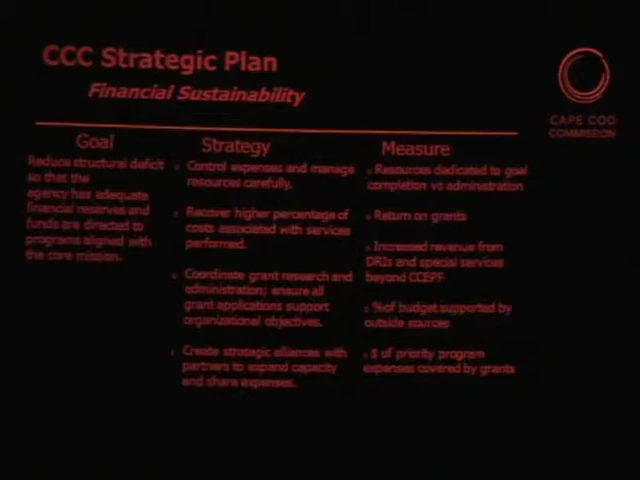 CCC Strategic Plan
Financial Sustainability
CAPE COD
COMMISSION
Goal
Reduce structural deficit
so that the
agency has adequate
financial reserves and
funds are directed to
programs aligned with
the core mission.
Strategy
Control expenses and manage
resources carefully.
Recover higher percentage of
costs associated with services
performed.
Coordinate grant research and
administration; ensure all
grant applications support
organizational objectives.
Create strategic alliances with
partners to expand capacity
and share expenses.
Measure
Resources dedicated to goal
completion vs administration
Return on grants
Increased revenue from
DRIs and special services
beyond CCEPF
% of budget supported by
outside sources
$ of priority program
expenses covered by grants